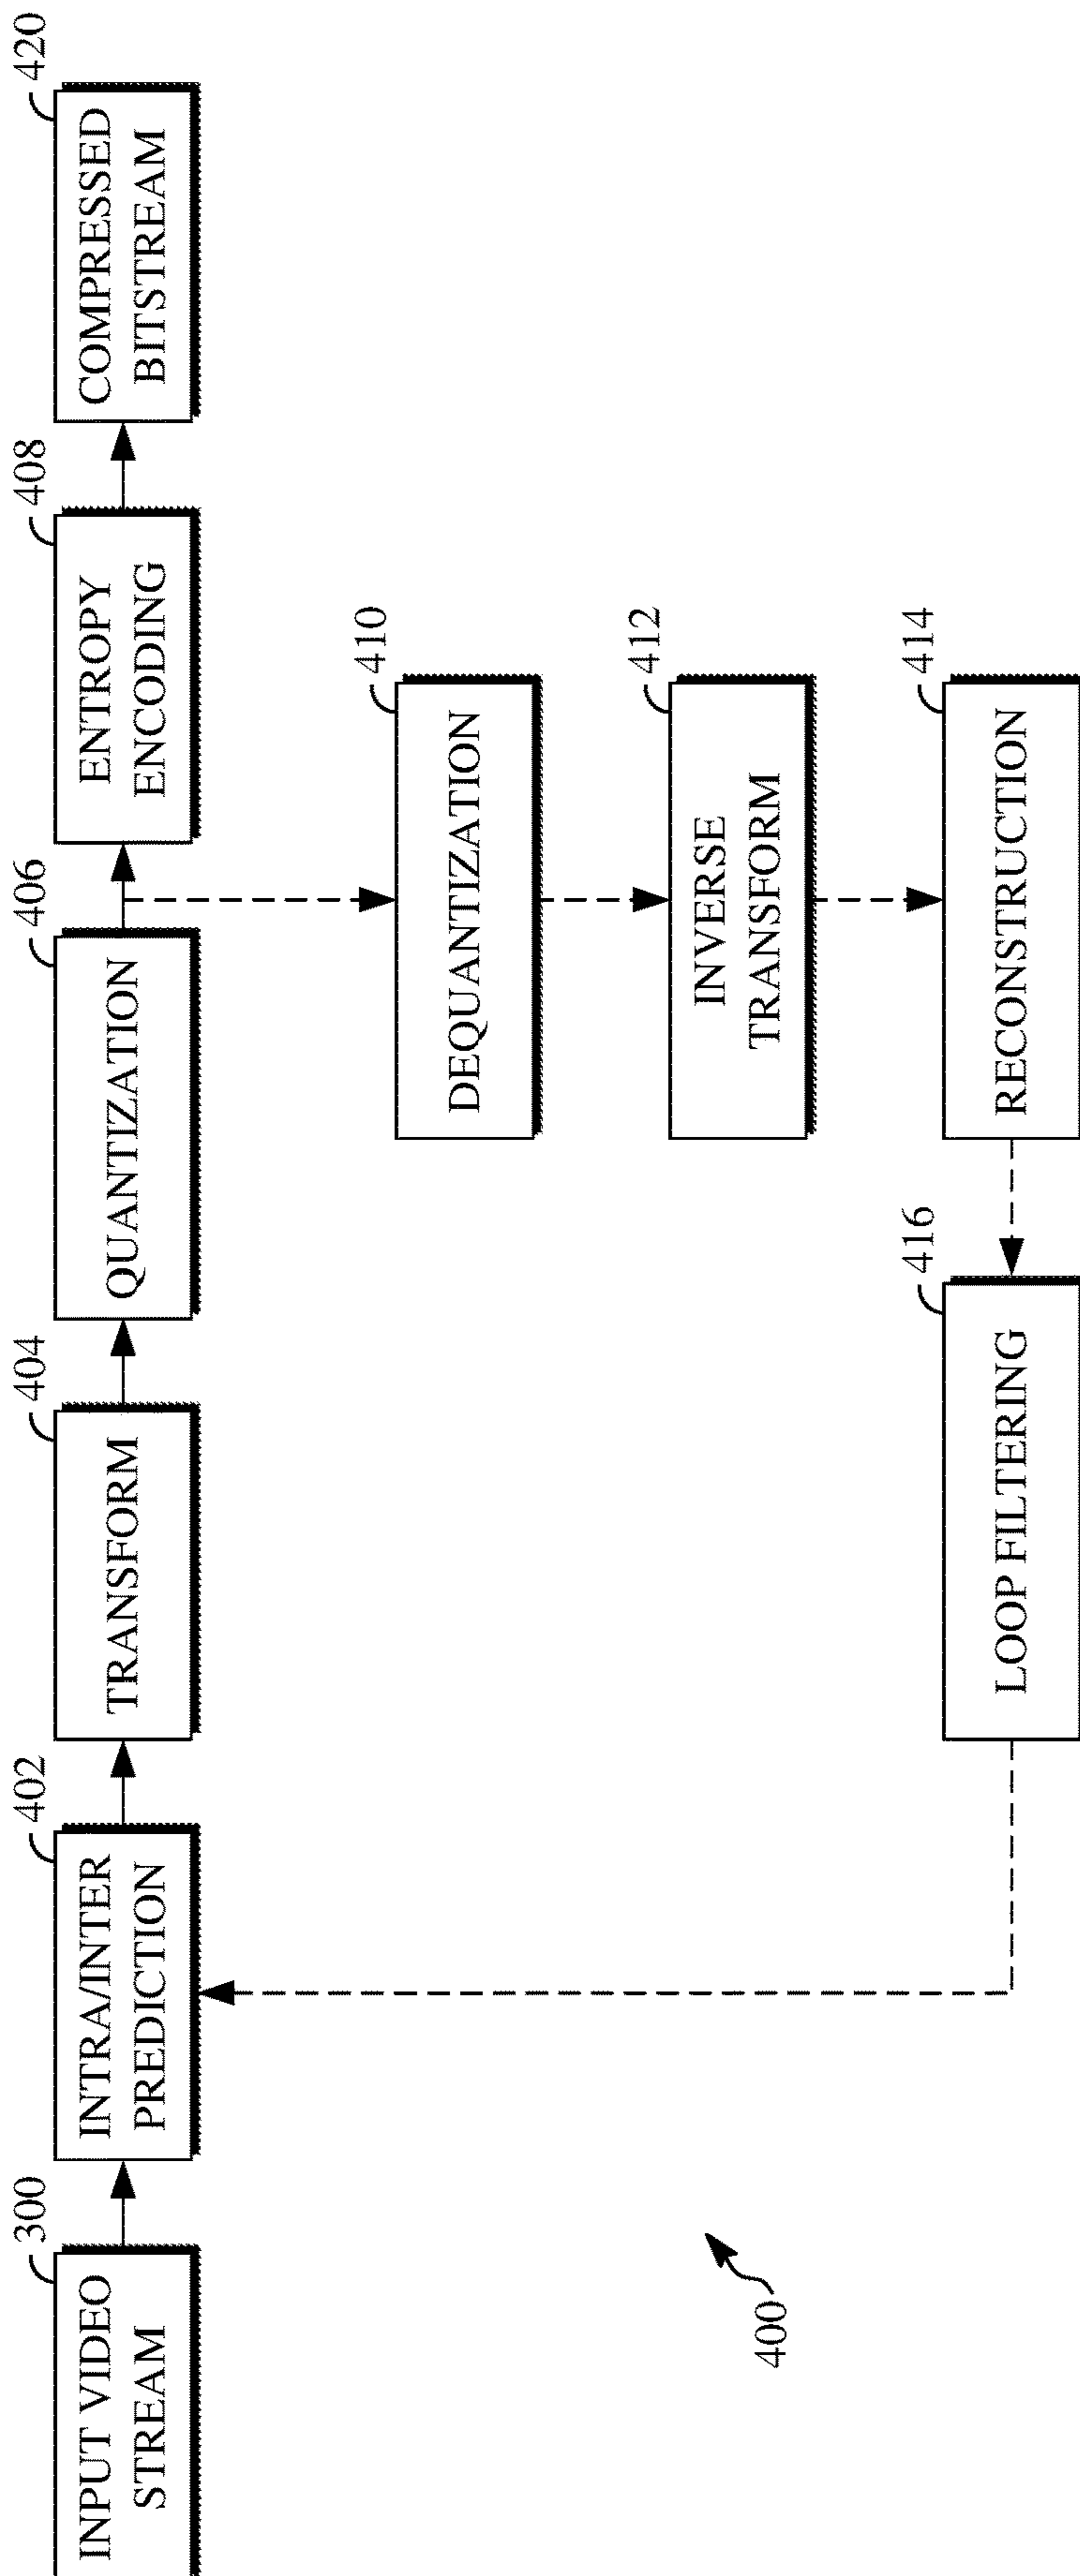 300
INPUT VIDEO
STREAM
402
INTRA/INTER
PREDICTION
404
TRANSFORM
406
QUANTIZATION
408
ENTROPY
ENCODING
420
COMPRESSED
BITSTREAM
410
DEQUANTIZATION
412
INVERSE
TRANSFORM
414
RECONSTRUCTION
416
LOOP FILTERING
400